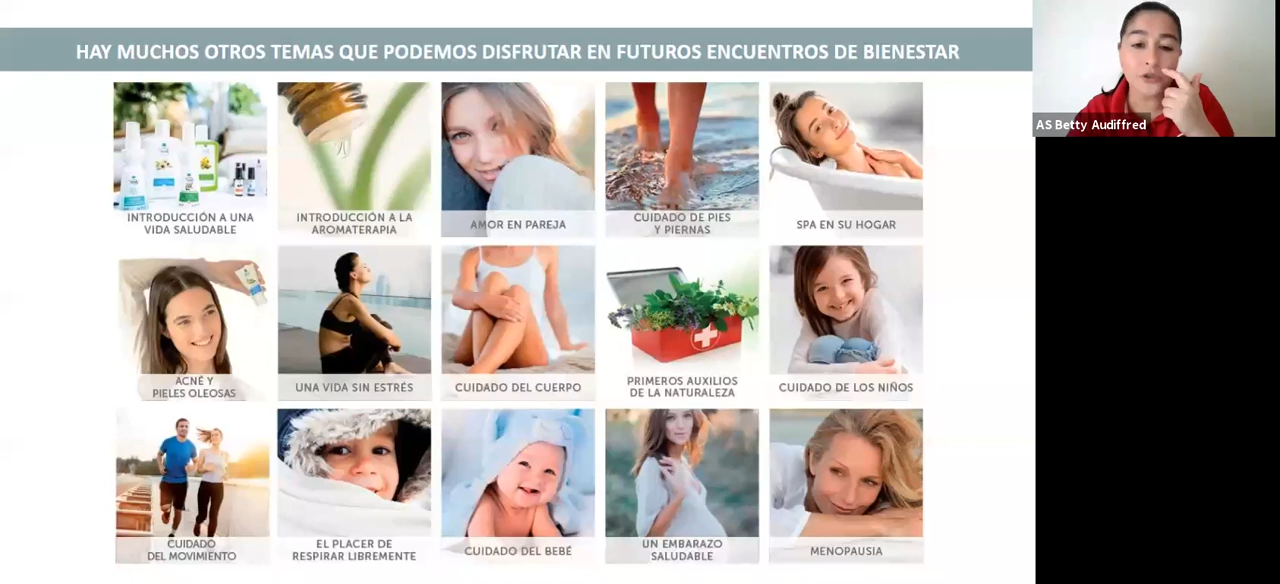 HAY MUCHOS OTROS TEMAS QUE PODEMOS DISFRUTAR EN FUTUROS ENCUENTROS DE BIENESTAR
AS Betty Audiffred
INTRODUCCIÓN A UNA
VIDA SALUDABLE
INTRODUCCIÓN A LA
AROMATERAPIA
AMOR EN PAREJA
CUIDADO DE PIES
Y PIERNAS
SPA EN SU HOGAR
ACNÉ Y
PIELES OLEOSAS
UNA VIDA SIN ESTRÉS
CUIDADO DEL CUERPO
PRIMEROS AUXILIOS
DE LA NATURALEZA
CUIDADO DE LOS NIÑOS
CUIDADO
DEL MOVIMIENTO
EL PLACER DE
RESPIRAR LIBREMENTE
CUIDADO DEL BEBÉ
UN EMBARAZO
SALUDABLE
MENOPAUSIA